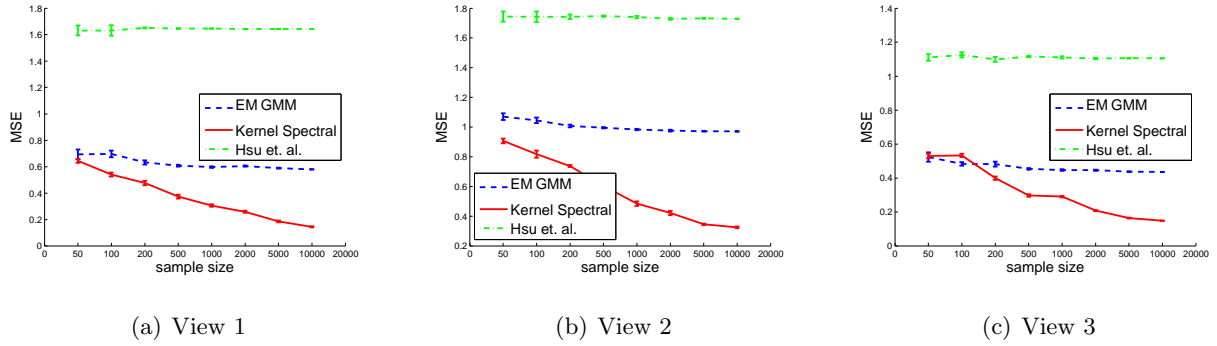 1.8
1.6
1.4
1.2
1
0.8
0.6
0.4
0.2
0
MSE
EM GMM
Kernel Spectral
Hsu et. al.
0 50 100 200 500 1000 2000 5000 10000 20000
sample size
(a) View 1
1.8
1.6
1.4
1.2
1
0.8
0.6
0.4
0.2
MSE
EM GMM
Kernel Spectral
Hsu et. al.
0 50 100 200 500 1000 2000 5000 10000 20000
sample size
(b) View 2
1.4
1.2
1
0.8
0.6
0.4
0.2
0
MSE
EM GMM
Kernel Spectral
Hsu et. al.
0 50 100 200 500 1000 2000 5000 10000 20000
sample size
(c) View 3